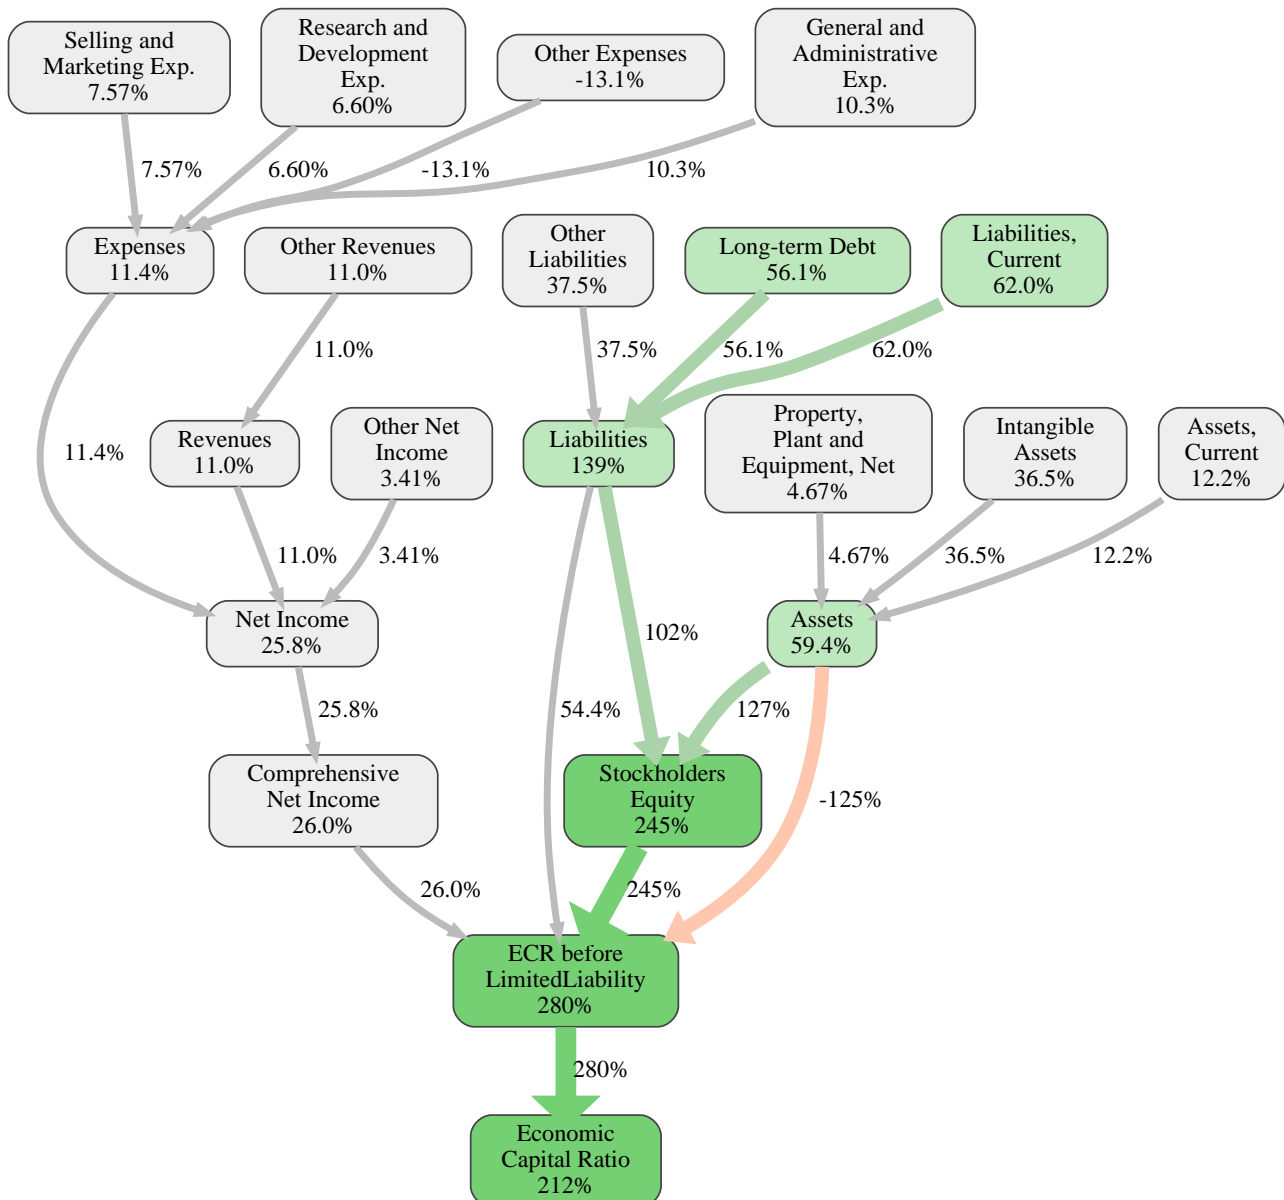 Selling and
Marketing Exp.
7.57%
Research and
Development
Exp.
6.60%
Other Expenses
-13.1%
General and
Administrative
Exp.
10.3%
7.57%
6.60%
-13.1%
10.3%
Expenses
11.4%
Other Revenues
11.0%
Other
Liabilities
37.5%
Long-term Debt
56.1%
Liabilities,
Current
62.0%
11.0%
37.5%
56.1%
62.0%
11.4%
Revenues
11.0%
Other Net
Income
3.41%
Liabilities
139%
Property,
Plant and
Equipment, Net
4.67%
Intangible
Assets
36.5%
Assets,
Current
12.2%
11.0%
3.41%
4.67%
36.5%
12.2%
Net Income
25.8%
102%
Assets
59.4%
25.8%
54.4%
127%
-125%
Comprehensive
Net Income
26.0%
Stockholders
Equity
245%
26.0%
245%
ECR before
LimitedLiability
280%
280%
Economic
Capital Ratio
212%